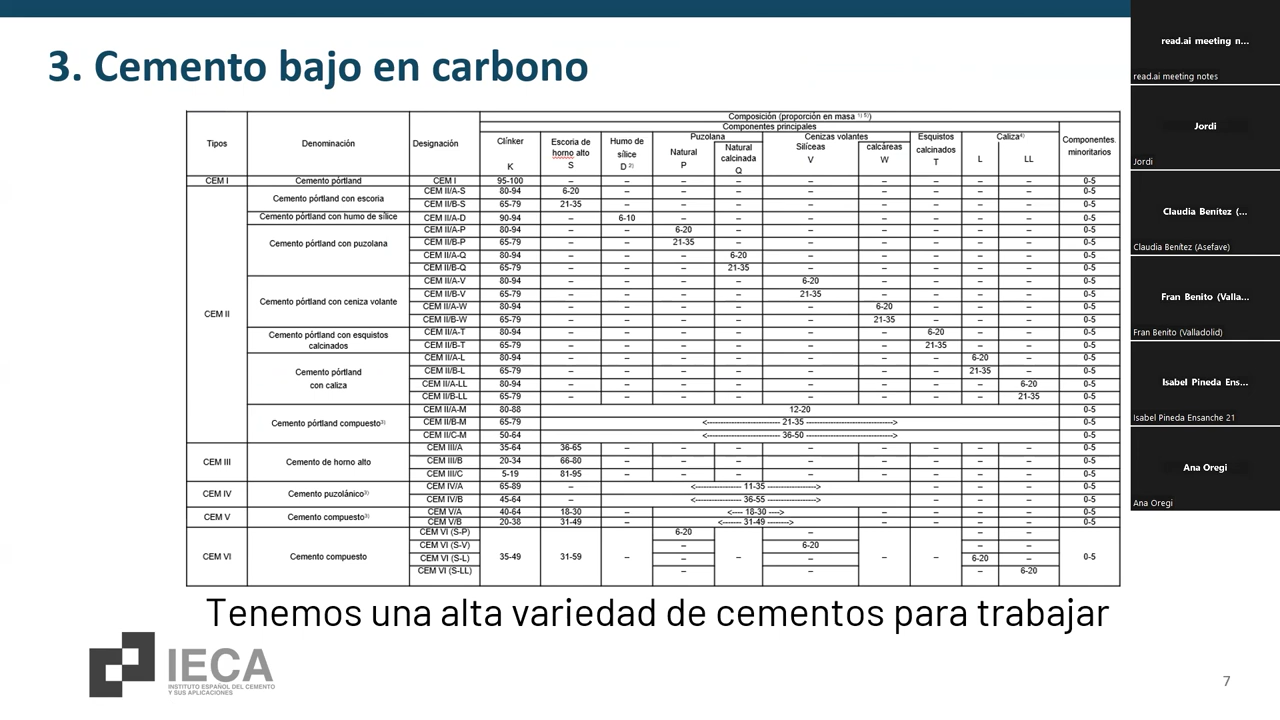 3. Cemento bajo en carbono
Composición (proporción en masa ¹⁾ ⁵⁾)
Componentes principales
Tipos Denominación Designación Clínker K Escoria de horno alto S Humo de sílice D ²⁾ Puzolana Natural P Natural calcinada Q Cenizas volantes Silíceas V calcáreas W Esquistos calcinados T Caliza⁴⁾ L LL Componentes. minoritarios
CEM I Cemento pórtland CEM I 95-100 – – – – – – – – – 0-5
CEM II Cemento pórtland con escoria CEM II/A-S 80-94 6-20 – – – – – – – – 0-5
CEM II/B-S 65-79 21-35 – – – – – – – – 0-5
Cemento pórtland con humo de sílice CEM II/A-D 90-94 – 6-10 – – – – – – – 0-5
Cemento pórtland con puzolana CEM II/A-P 80-94 – – 6-20 – – – – – – 0-5
CEM II/B-P 65-79 – – 21-35 – – – – – – 0-5
CEM II/A-Q 80-94 – – – 6-20 – – – – – 0-5
CEM II/B-Q 65-79 – – – 21-35 – – – – – 0-5
Cemento pórtland con ceniza volante CEM II/A-V 80-94 – – – – 6-20 – – – – 0-5
CEM II/B-V 65-79 – – – – 21-35 – – – – 0-5
CEM II/A-W 80-94 – – – – – 6-20 – – – 0-5
CEM II/B-W 65-79 – – – – – 21-35 – – – 0-5
Cemento pórtland con esquistos calcinados CEM II/A-T 80-94 – – – – – – 6-20 – – 0-5
CEM II/B-T 65-79 – – – – – – 21-35 – – 0-5
Cemento pórtland con caliza CEM II/A-L 80-94 – – – – – – – 6-20 – 0-5
CEM II/B-L 65-79 – – – – – – – 21-35 – 0-5
CEM II/A-LL 80-94 – – – – – – – – 6-20 0-5
CEM II/B-LL 65-79 – – – – – – – – 21-35 0-5
Cemento pórtland compuesto³⁾ CEM II/A-M 80-88 12-20 0-5
CEM II/B-M 65-79 <------------------------- 21-35 -------------------------> 0-5
CEM II/C-M 50-64 <------------------------- 36-50 -------------------------> 0-5
CEM III Cemento de horno alto CEM III/A 35-64 36-65 – – – – – – – – 0-5
CEM III/B 20-34 66-80 – – – – – – – – 0-5
CEM III/C 5-19 81-95 – – – – – – – – 0-5
CEM IV Cemento puzolánico³⁾ CEM IV/A 65-89 – <---------------- 11-35 ----------------> – – – 0-5
CEM IV/B 45-64 – <---------------- 36-55 ----------------> – – – 0-5
CEM V Cemento compuesto³⁾ CEM V/A 40-64 18-30 – <---- 18-30 ----> – – – – 0-5
CEM V/B 20-38 31-49 – <------- 31-49 -------> – – – – 0-5
CEM VI Cemento compuesto CEM VI (S-P) 35-49 31-59 – 6-20 – – – – – – 0-5
CEM VI (S-V) – 6-20 – –
CEM VI (S-L) – – 6-20 –
CEM VI (S-LL) – – – 6-20
Tenemos una alta variedad de cementos para trabajar
IECA
INSTITUTO ESPAÑOL DEL CEMENTO
Y SUS APLICACIONES
7
read.ai meeting n...
read.ai meeting notes
Jordi
Jordi
Claudia Benítez (...
Claudia Benítez (Asefave)
Fran Benito (Valla...
Fran Benito (Valladolid)
Isabel Pineda Ens...
Isabel Pineda Ensanche 21
Ana Oregi
Ana Oregi